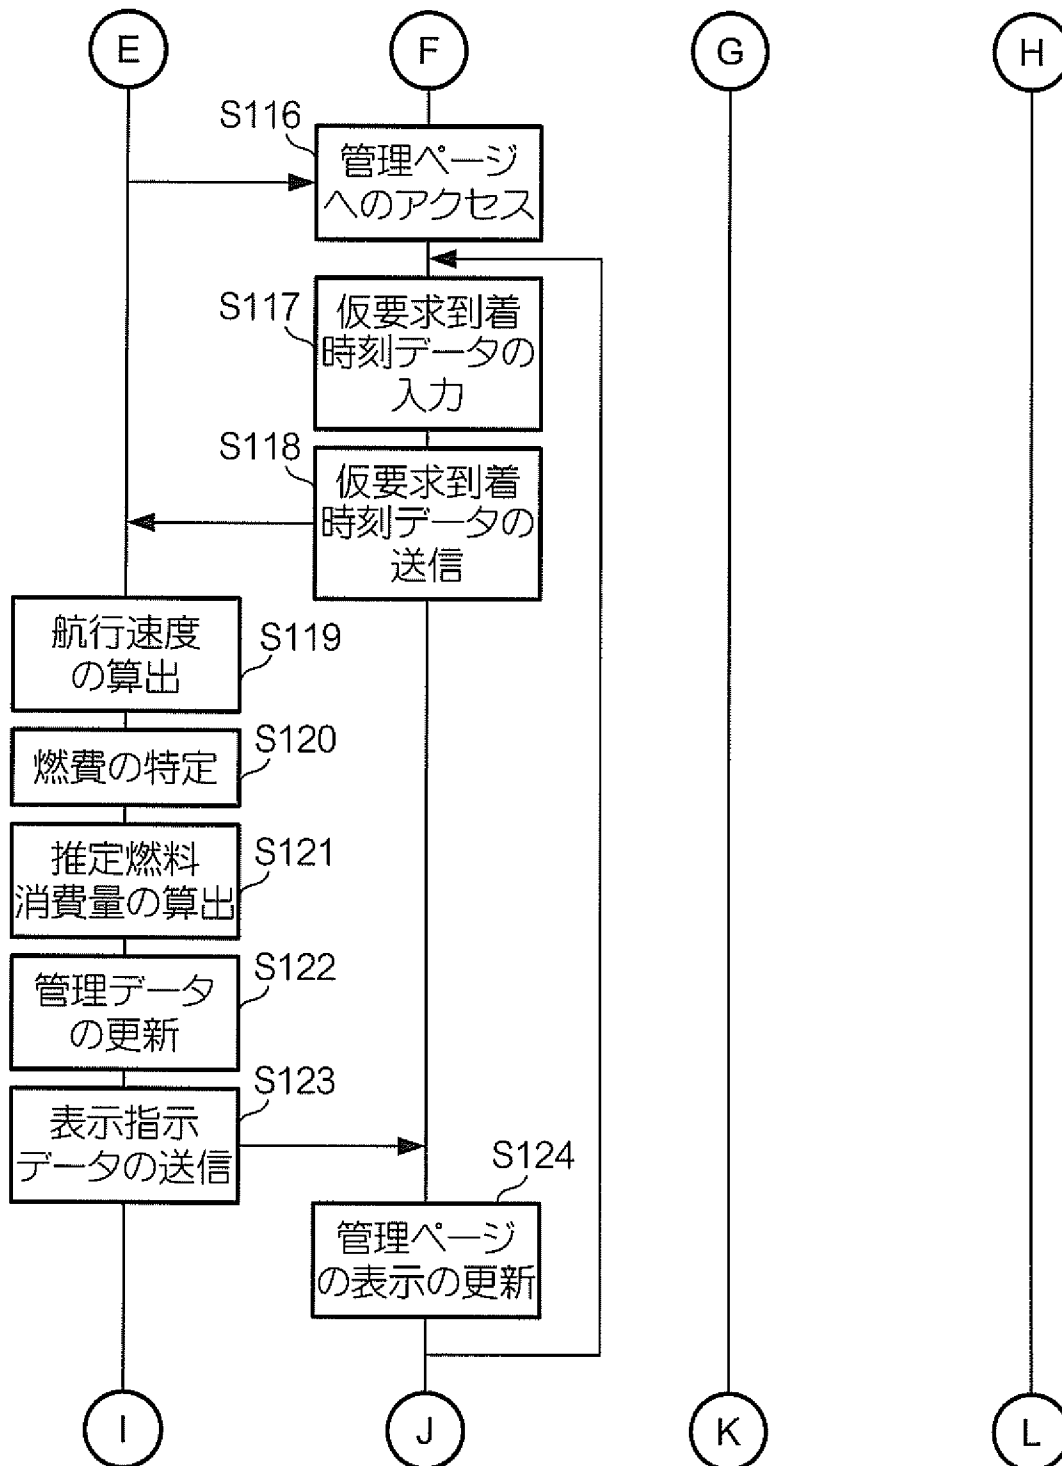 E
F
G
H
S116
管理ページ
へのアクセス
S117
仮要求到着
時刻データの
入力
S118
仮要求到着
時刻データの
送信
航行速度
の算出
S119
燃費の特定
S120
推定燃料
消費量の算出
S121
管理データ
の更新
S122
表示指示
データの送信
S123
S124
管理ページ
の表示の更新
I
J
K
L